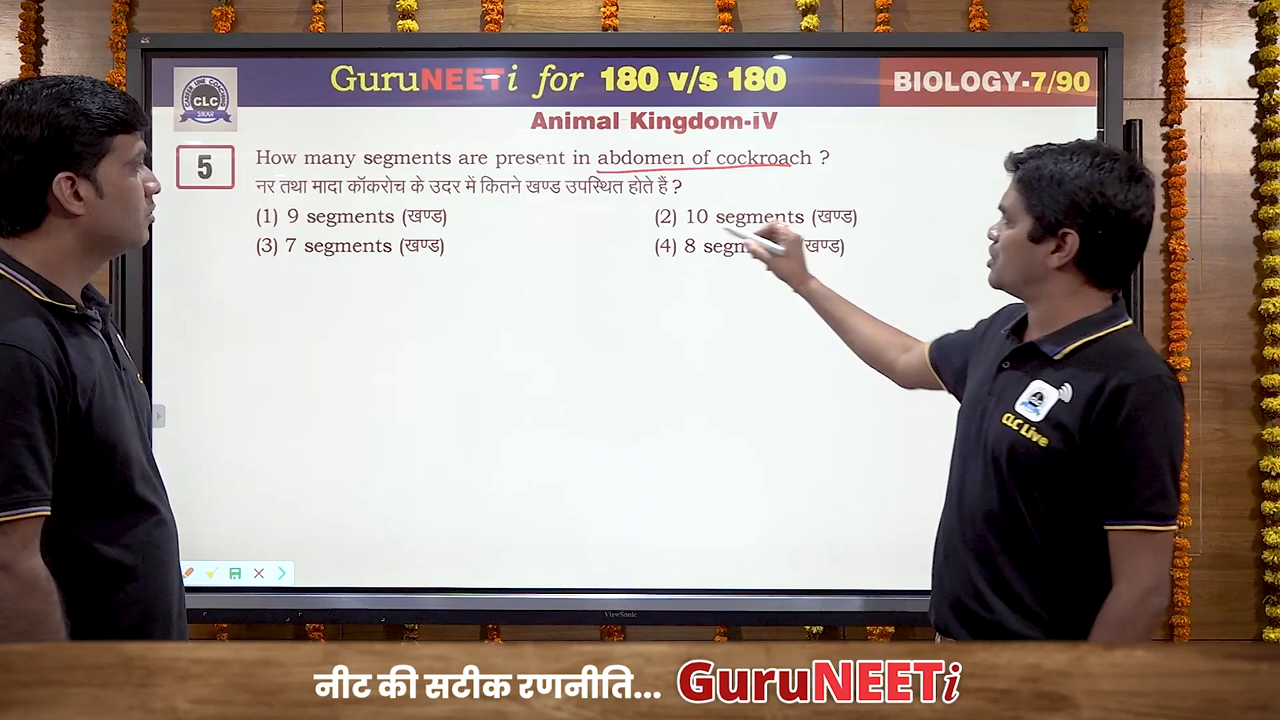 GuruNEETi for 180 v/s 180
BIOLOGY-7/90
CLC
SIKAR
Animal Kingdom-iV
5
How many segments are present in abdomen of cockroach ?
नर तथा मादा कॉकरोच के उदर में कितने खण्ड उपस्थित होते हैं ?
(1) 9 segments (खण्ड)
(2) 10 segments (खण्ड)
(3) 7 segments (खण्ड)
(4) 8 segm खण्ड)
CLC Live
ViewSonic
नीट की सटीक रणनीति... GuruNEETi